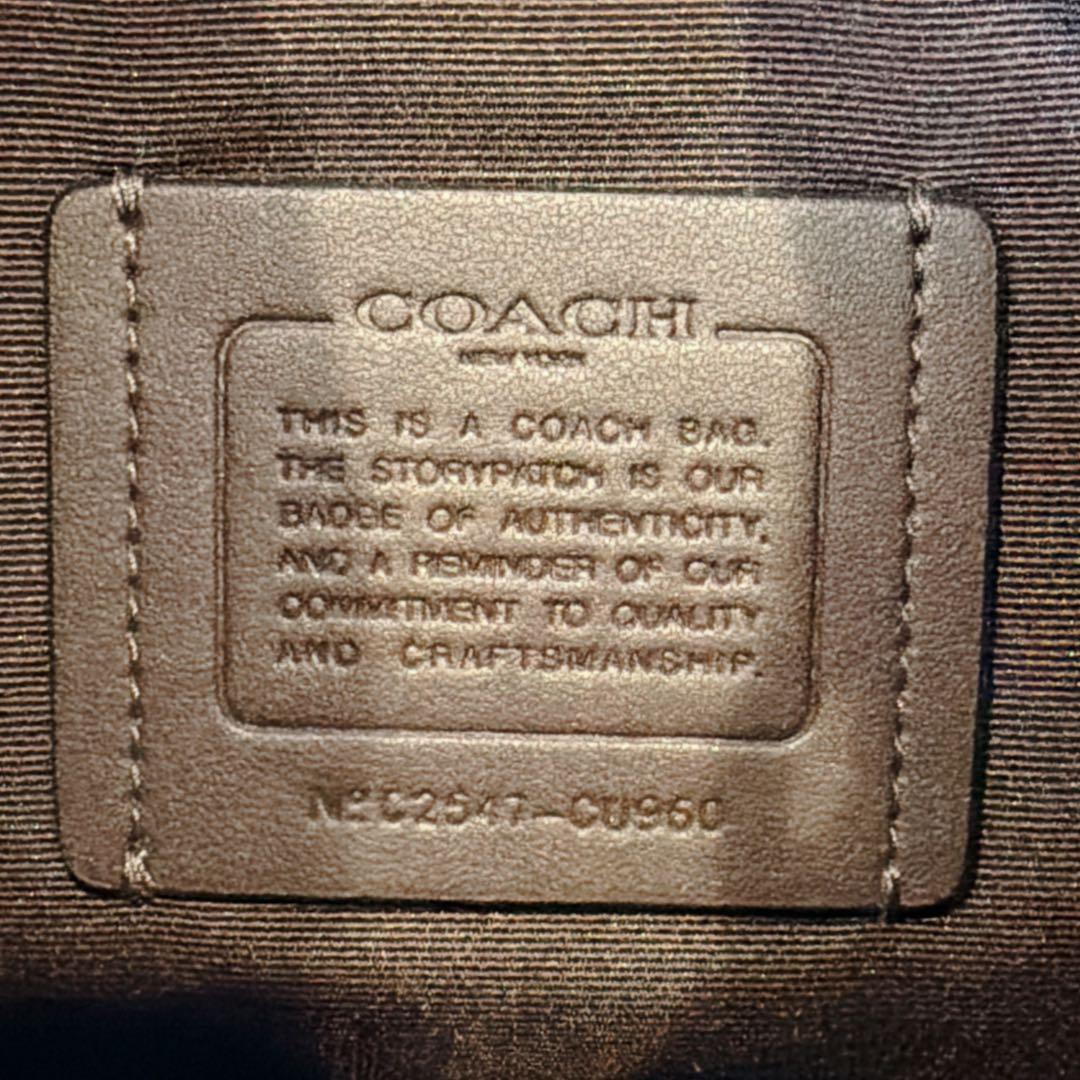 COACH
NEW YORK
THIS IS A COACH BAG.
THE STORYPATCH IS OUR
BADGE OF AUTHENTICITY,
AND A REMINDER OF OUR
COMMITMENT TO QUALITY
AND CRAFTSMANSHIP.
Nº C2547-CU960